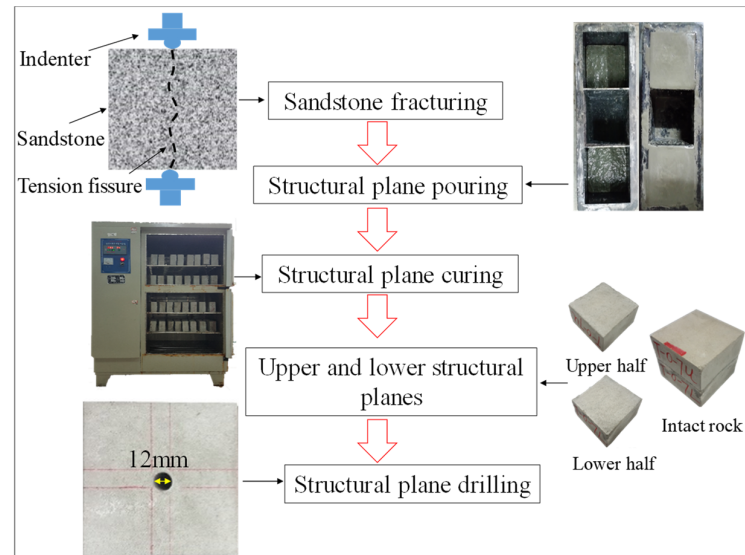 Indenter
Sandstone
Tension fissure
Sandstone fracturing
Structural plane pouring
Structural plane curing
Upper and lower structural
planes
Upper half
Lower half
Intact rock
12mm
Structural plane drilling